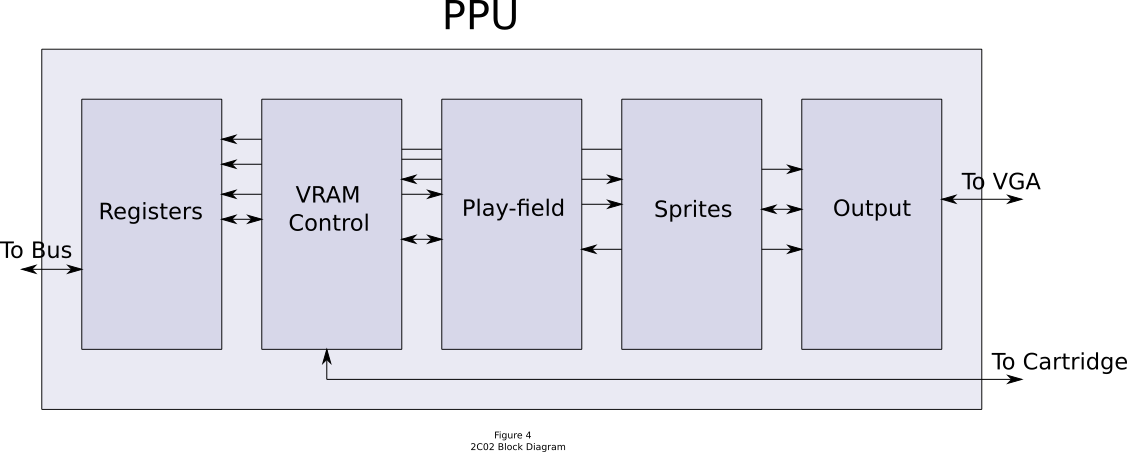 PPU
Registers
VRAM
Control
Play-field
Sprites
Output
To VGA
To Bus
To Cartridge
Figure 4
2C02 Block Diagram